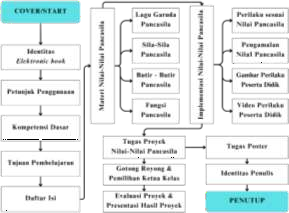 COVER/START
Identitas
Elektronic book
Petunjuk Penggunaan
Kompetensi Dasar
Tujuan Pembelajaran
Daftar Isi
Materi Nilai-Nilai Pancasila
Lagu Garuda
Pancasila
Sila-Sila
Pancasila
Butir - Butir
Pancasila
Fungsi
Pancasila
Implementasi Nilai-Nilai Pancasila
Perilaku sesuai
Nilai Pancasila
Pengamalan
Nilai Pancasila
Gambar Perilaku
Peserta Didik
Video Perilaku
Peserta Didik
Tugas Proyek
Nilai-Nilai Pancasila
Gotong Royong &
Pemilihan Ketua Kelas
Evaluasi Proyek &
Presentasi Hasil Proyek
Tugas Poster
Identitas Penulis
PENUTUP